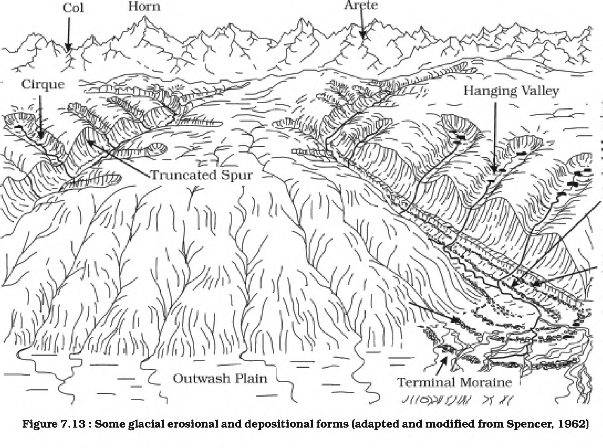 Col
Horn
Arete
Cirque
Hanging Valley
Truncated Spur
Outwash Plain
Terminal Moraine
Figure 7.13 : Some glacial erosional and depositional forms (adapted and modified from Spencer, 1962)